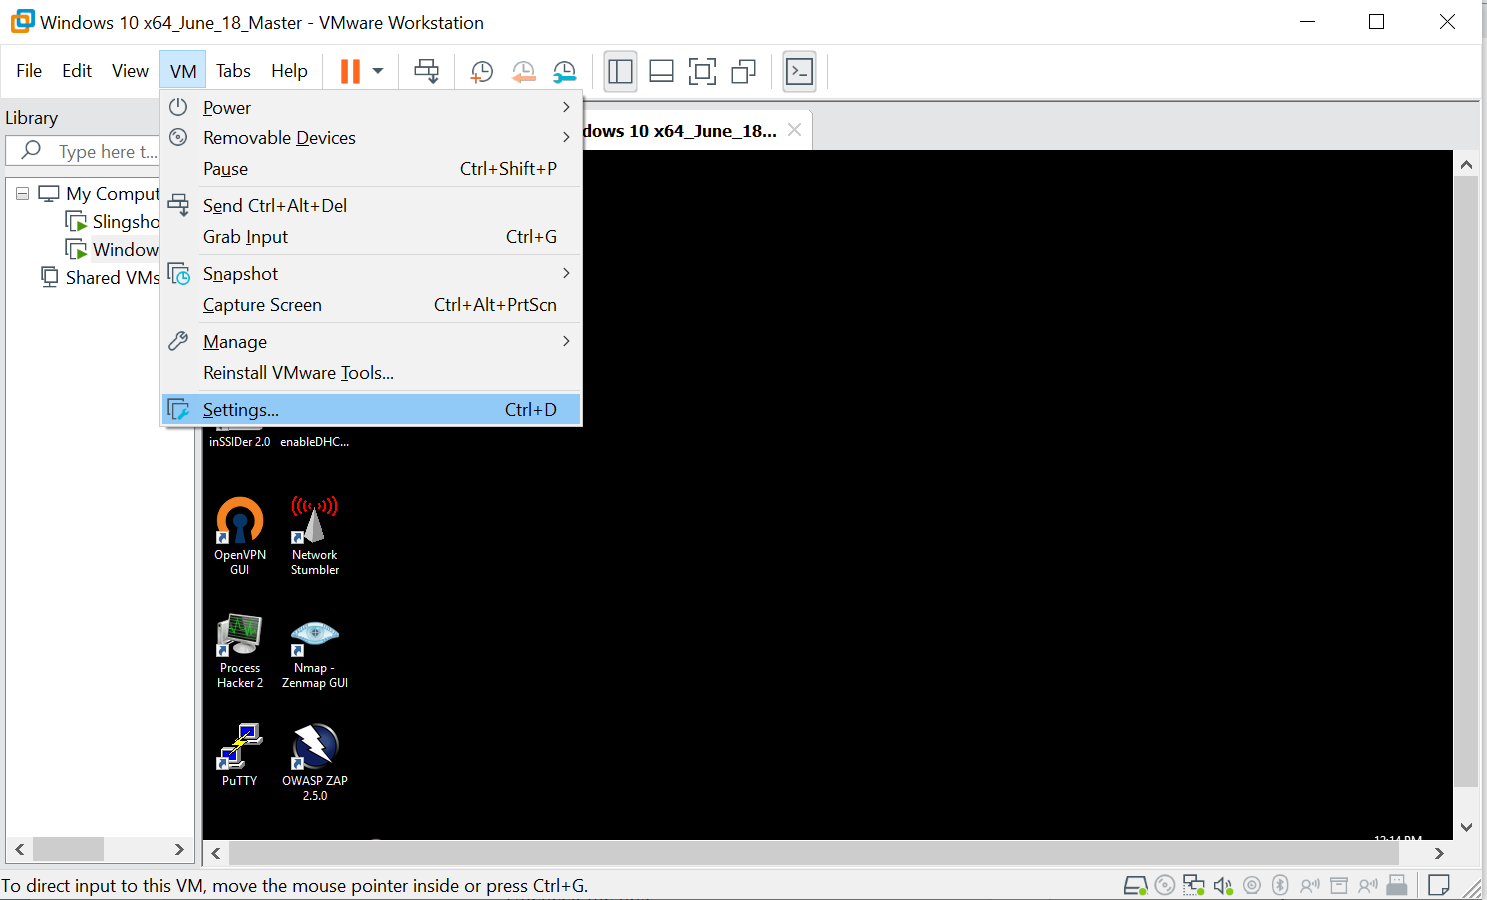 Windows 10 x64_June_18_Master - VMware Workstation
File Edit View VM Tabs Help
Library
Type here t...
dows 10 x64_June_18...
My Comput
Slingsho
Window
Shared VMs
Power
Removable Devices
Pause Ctrl+Shift+P
Send Ctrl+Alt+Del
Grab Input Ctrl+G
Snapshot
Capture Screen Ctrl+Alt+PrtScn
Manage
Reinstall VMware Tools...
Settings... Ctrl+D
inSSIDer 2.0 enableDHC...
OpenVPN
GUI
Network
Stumbler
Process
Hacker 2
Nmap -
Zenmap GUI
PuTTY
OWASP ZAP
2.5.0
To direct input to this VM, move the mouse pointer inside or press Ctrl+G.